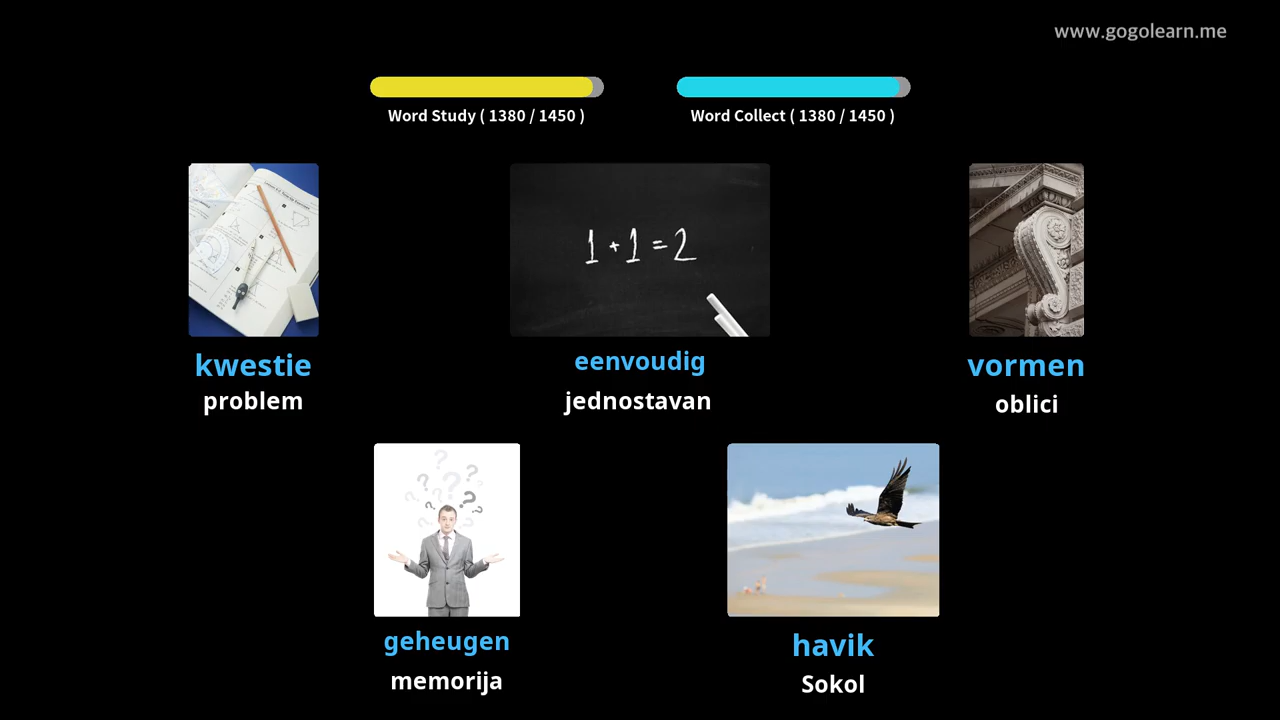 www.gogolearn.me
Word Study ( 1380 / 1450 )
Word Collect ( 1380 / 1450 )
1 + 1 = 2
kwestie
problem
eenvoudig
jednostavan
vormen
oblici
geheugen
memorija
havik
Sokol